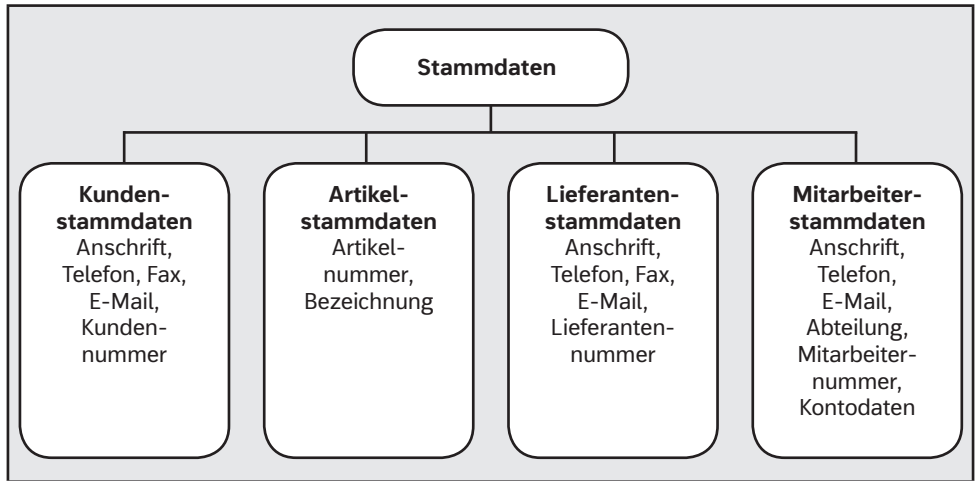 Stammdaten
Kunden-
stammdaten
Anschrift,
Telefon, Fax,
E-Mail,
Kunden-
nummer
Artikel-
stammdaten
Artikel-
nummer,
Bezeichnung
Lieferanten-
stammdaten
Anschrift,
Telefon, Fax,
E-Mail,
Lieferanten-
nummer
Mitarbeiter-
stammdaten
Anschrift,
Telefon,
E-Mail,
Abteilung,
Mitarbeiter-
nummer,
Kontodaten